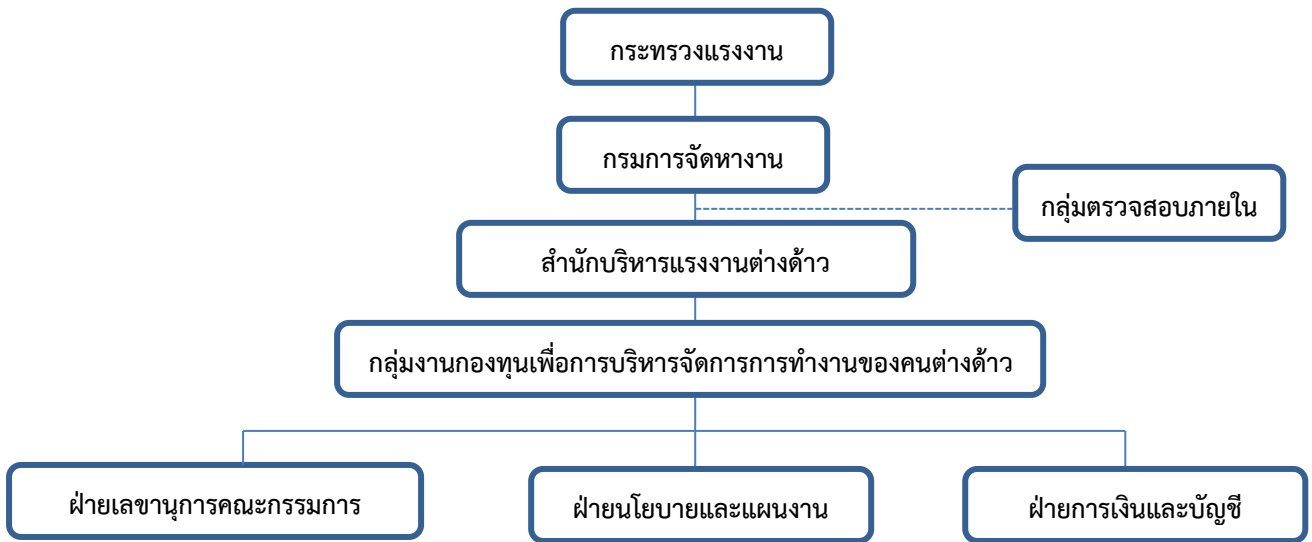 กระทรวงแรงงาน
กรมการจัดหางาน
กลุ่มตรวจสอบภายใน
สำนักบริหารแรงงานต่างด้าว
กลุ่มงานกองทุนเพื่อการบริหารจัดการการทำงานของคนต่างด้าว
ฝ่ายเลขานุการคณะกรรมการ
ฝ่ายนโยบายและแผนงาน
ฝ่ายการเงินและบัญชี